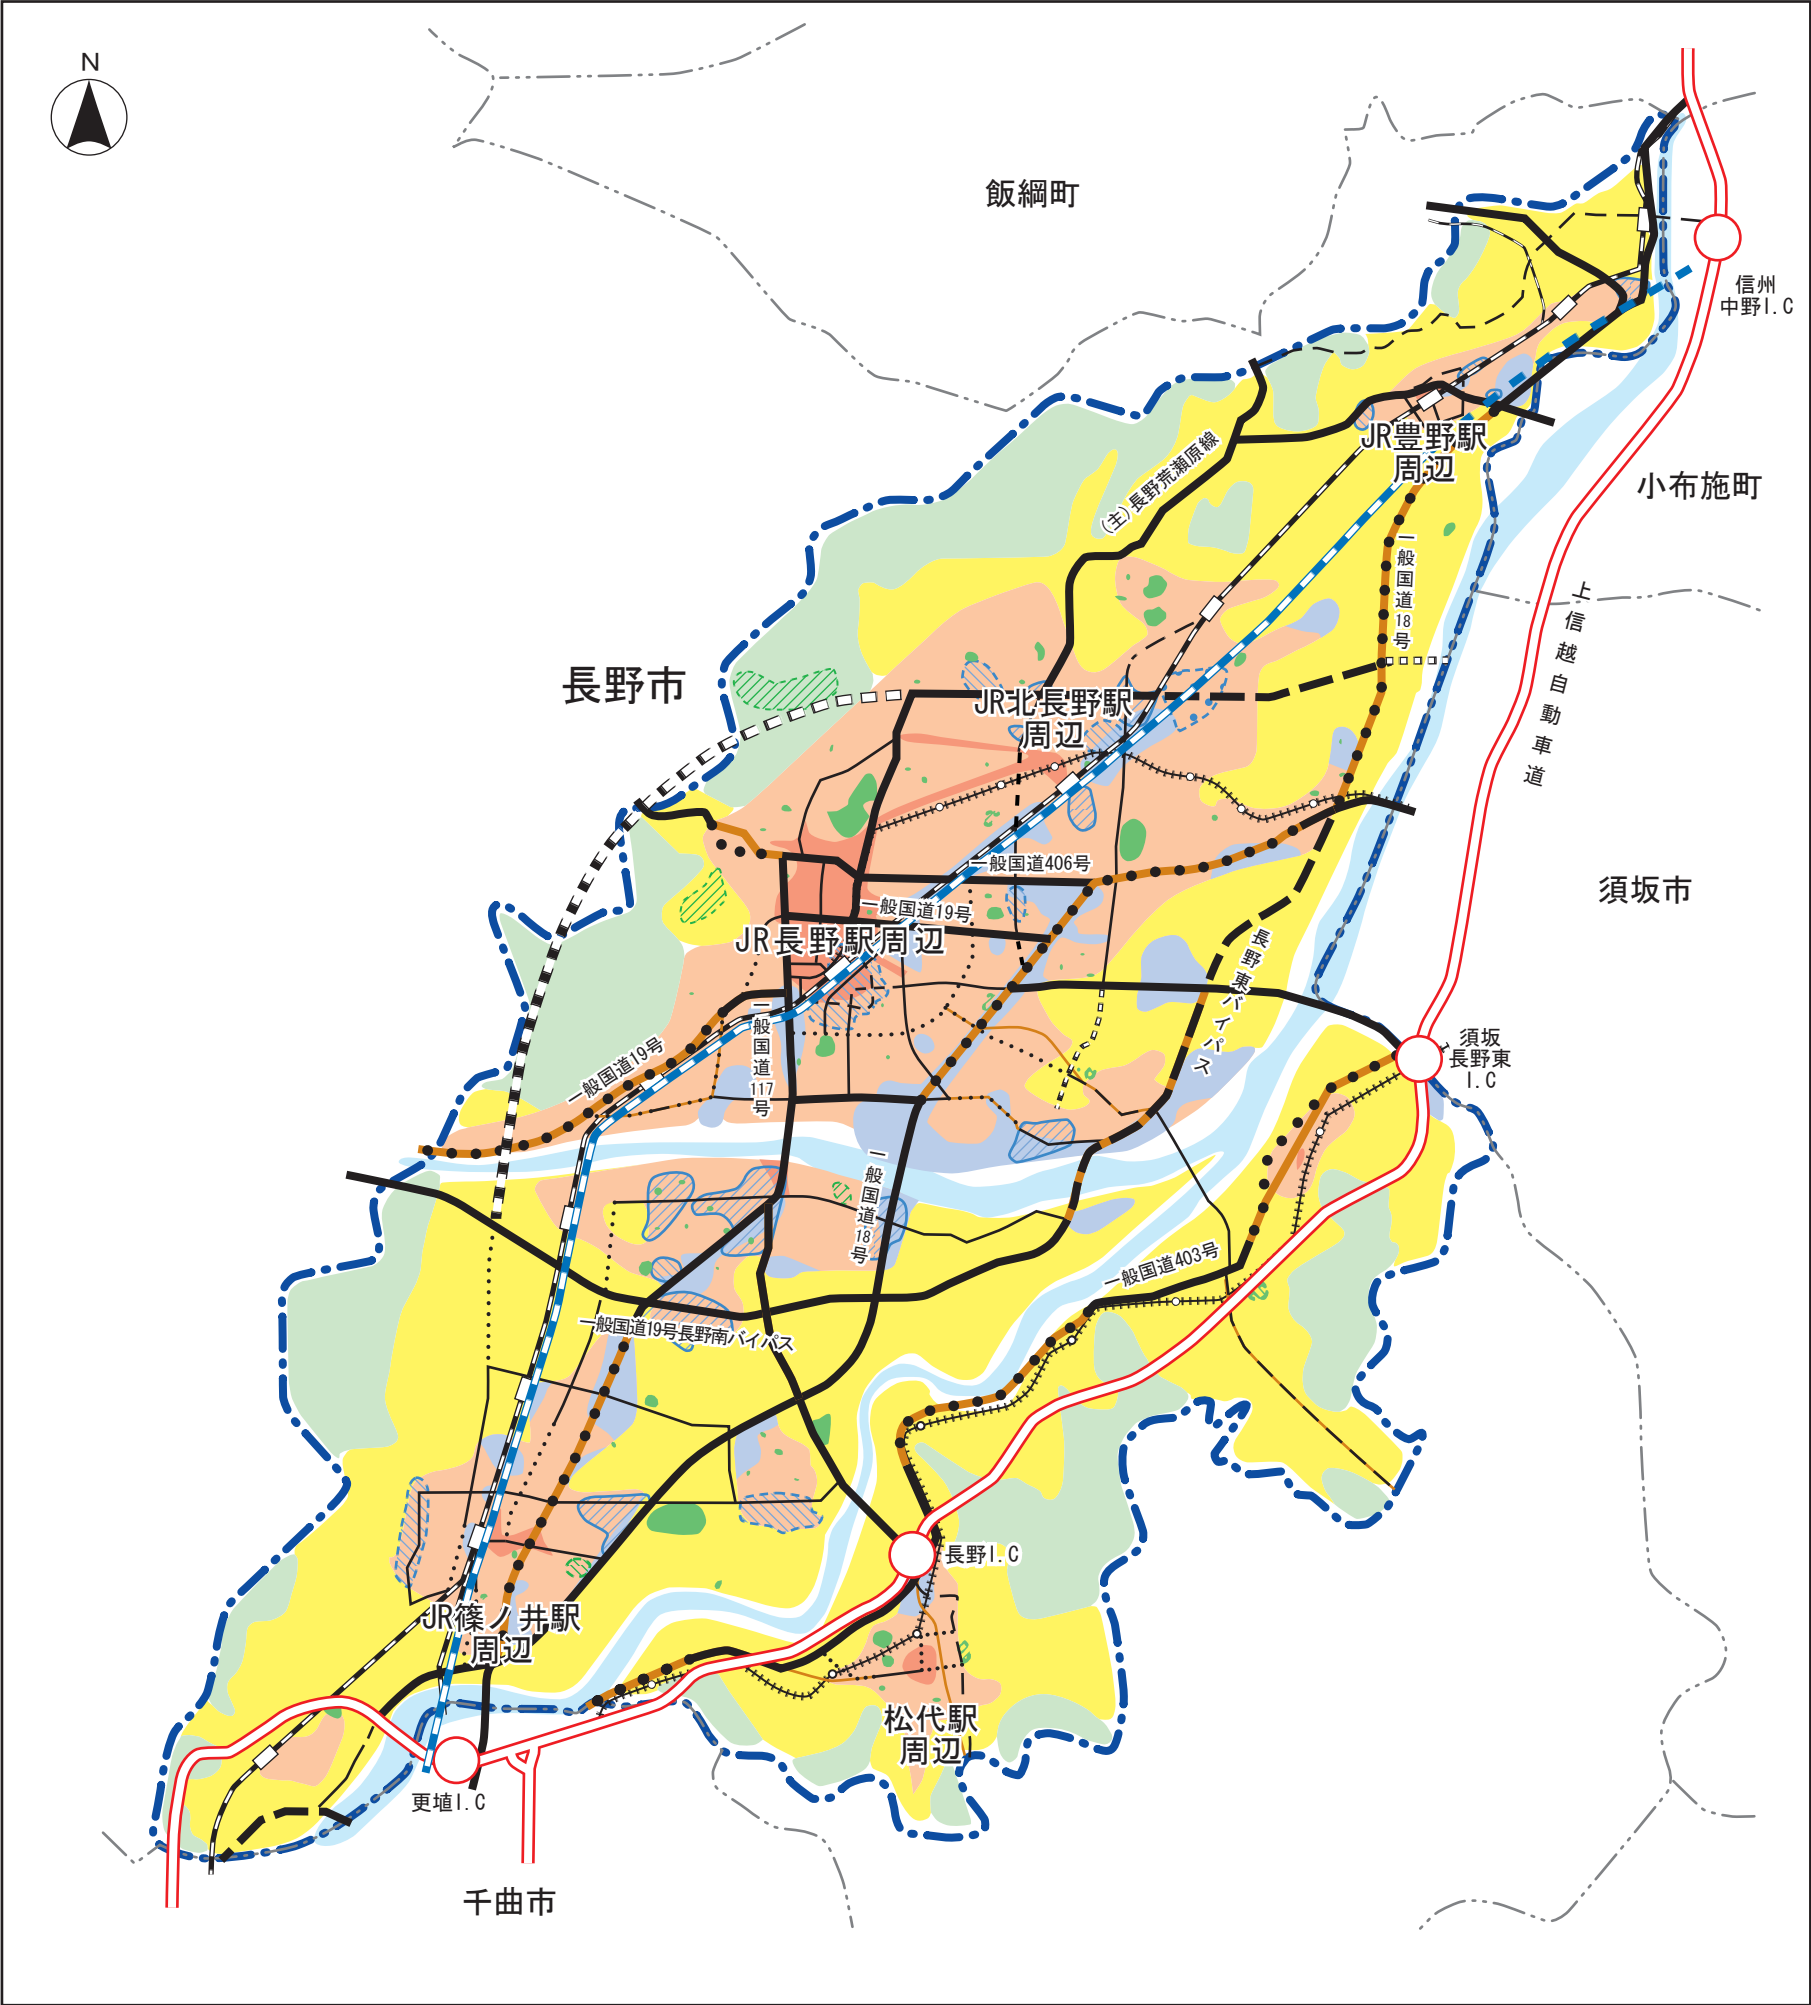 N
飯綱町
信州
中野I.C
JR豊野駅
周辺
小布施町
(主)長野荒瀬原線
一般国道18号
上信越自動車道
長野市
JR北長野駅
周辺
一般国道406号
須坂市
一般国道19号
JR長野駅周辺
長野東バイパス
一般国道117号
一般国道19号
須坂
長野東
I.C
一般国道18号
一般国道403号
一般国道19号長野南バイパス
長野I.C
JR篠ノ井駅
周辺
松代駅
周辺
更埴I.C
千曲市